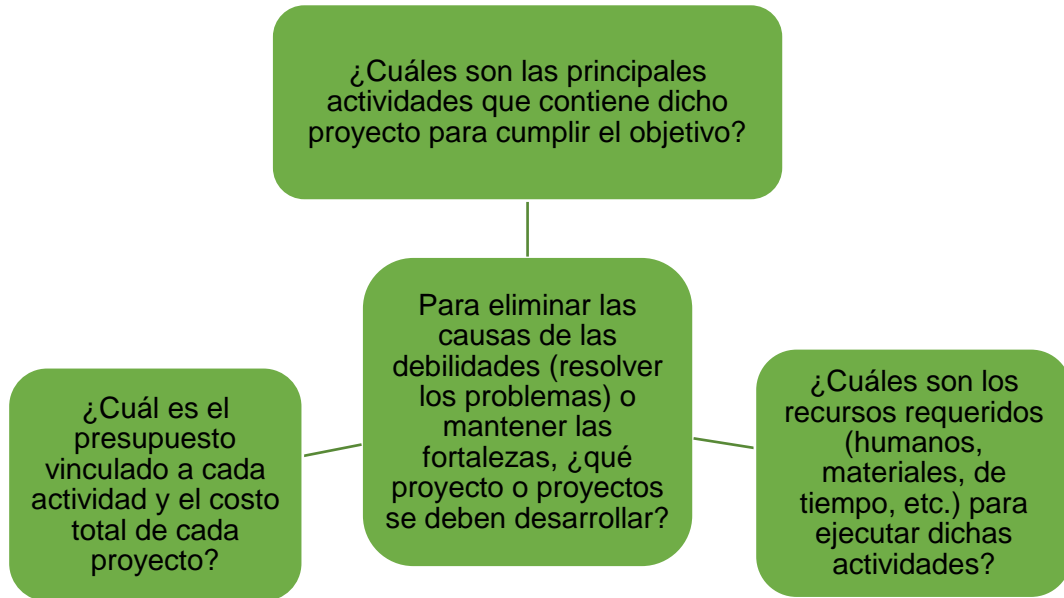 ¿Cuáles son las principales
actividades que contiene dicho
proyecto para cumplir el objetivo?
Para eliminar las
causas de las
debilidades (resolver
los problemas) o
mantener las
fortalezas, ¿qué
proyecto o proyectos
se deben desarrollar?
¿Cuál es el
presupuesto
vinculado a cada
actividad y el costo
total de cada
proyecto?
¿Cuáles son los
recursos requeridos
(humanos,
materiales, de
tiempo, etc.) para
ejecutar dichas
actividades?